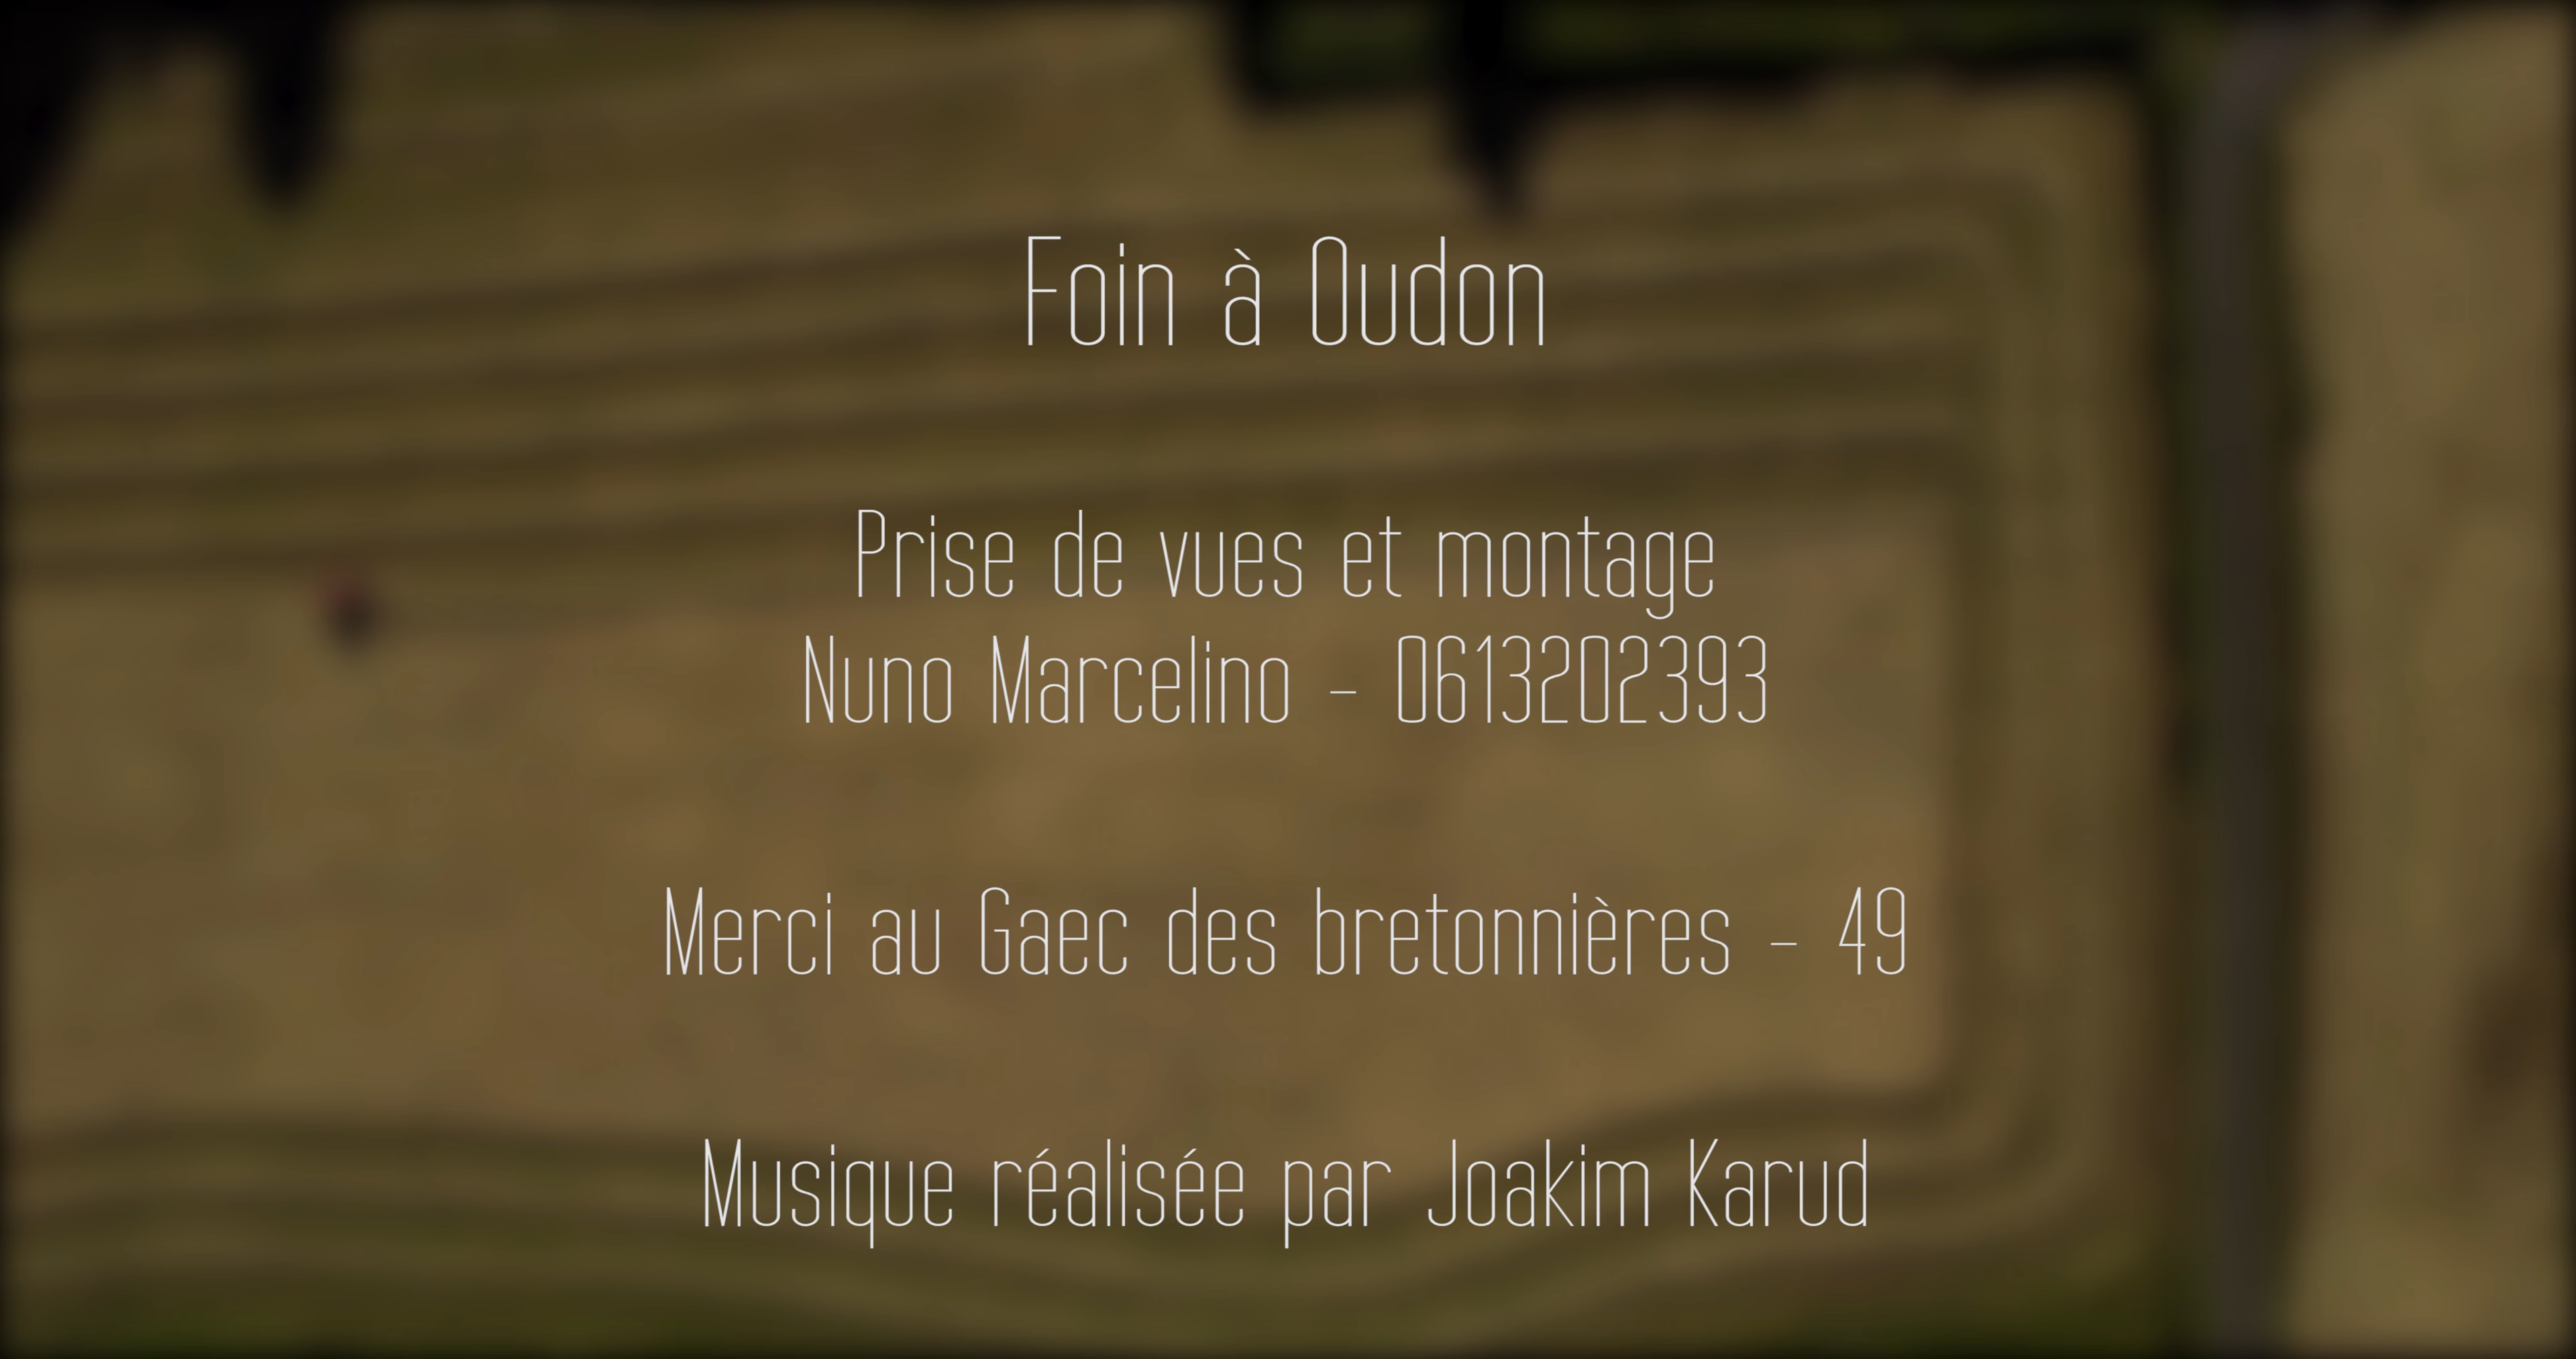 Foin à Oudon
Prise de vues et montage
Nuno Marcelino - 0613202393
Merci au Gaec des bretonnières - 49
Musique réalisée par Joakim Karud